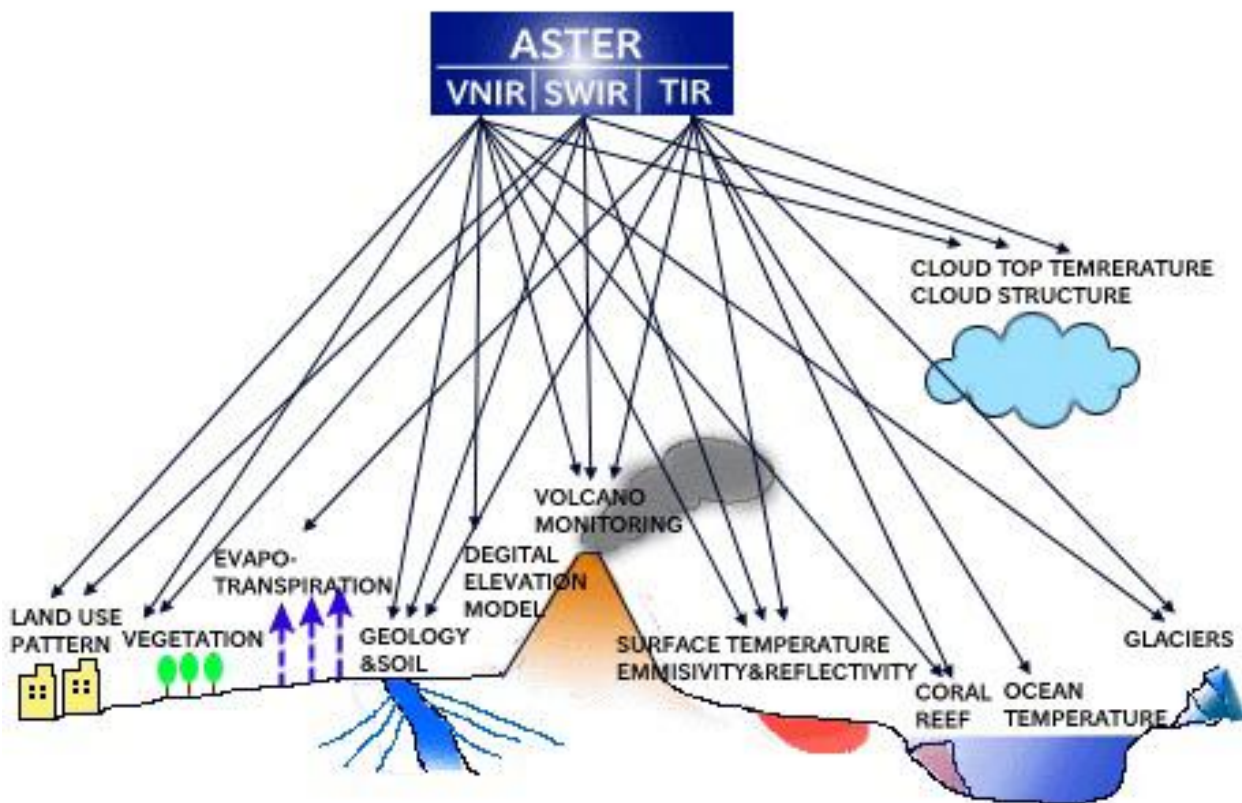 ASTER
VNIR SWIR TIR
CLOUD TOP TEMRERATURE
CLOUD STRUCTURE
VOLCANO
MONITORING
EVAPO-
TRANSPIRATION
DEGITAL
ELEVATION
MODEL
LAND USE
PATTERN
VEGETATION
GEOLOGY
&SOIL
SURFACE TEMPERATURE
EMMISIVITY&REFLECTIVITY
GLACIERS
CORAL
REEF
OCEAN
TEMPERATURE